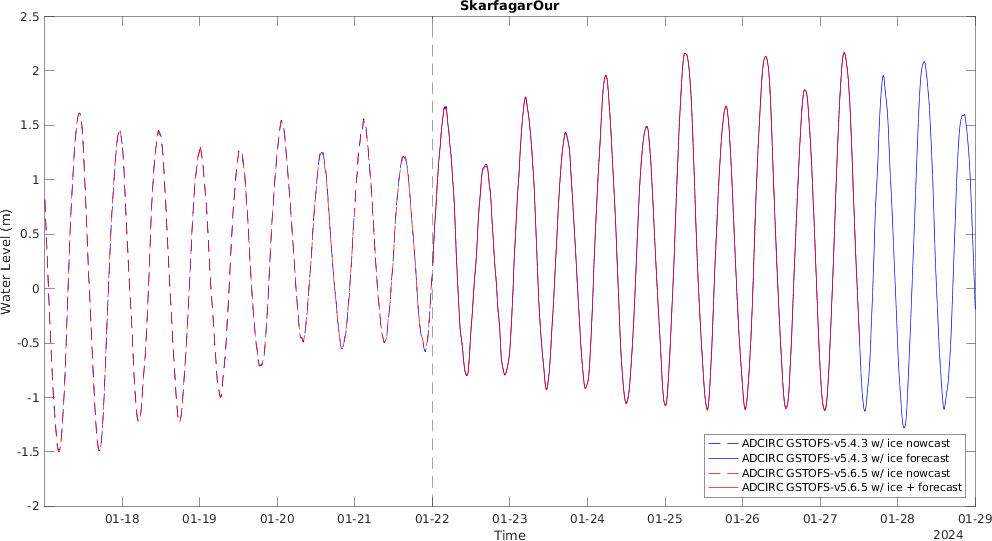 SkarfagarOur
2.5
2
1.5
1
0.5
0
-0.5
-1
-1.5
-2
Water Level (m)
01-18 01-19 01-20 01-21 01-22 01-23 01-24 01-25 01-26 01-27 01-28 01-29
Time
2024
ADCIRC GSTOFS-v5.4.3 w/ ice nowcast
ADCIRC GSTOFS-v5.4.3 w/ ice forecast
ADCIRC GSTOFS-v5.6.5 w/ ice nowcast
ADCIRC GSTOFS-v5.6.5 w/ ice + forecast